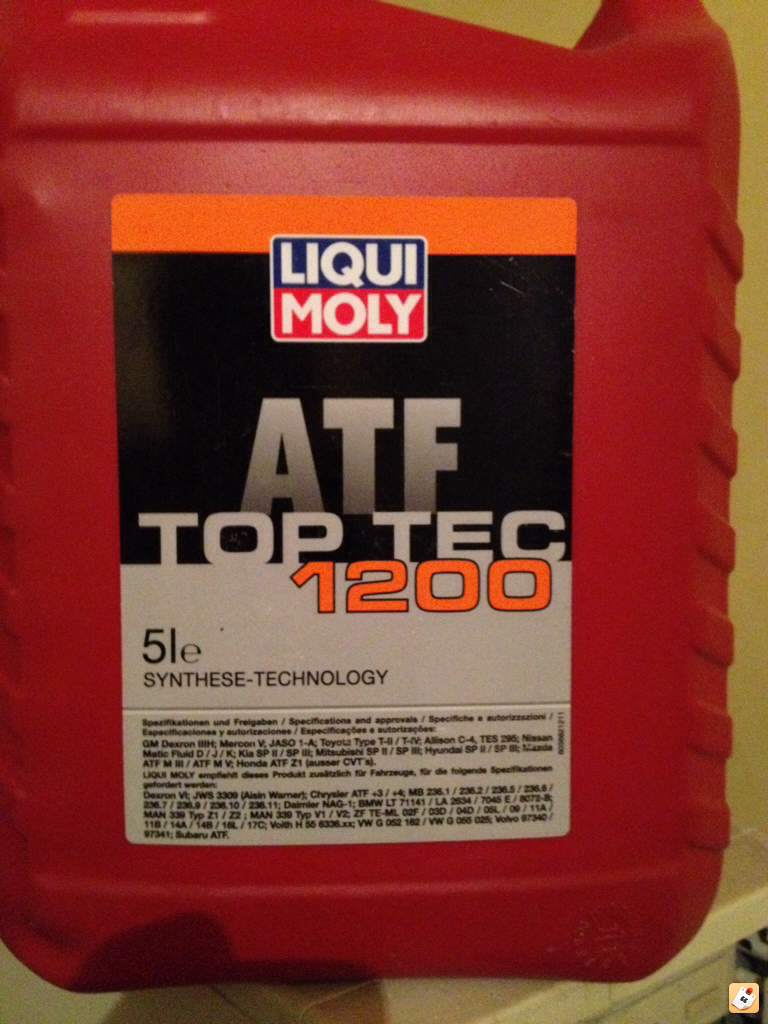 LIQUI
MOLY
ATF
TOP TEC
1200
5l e
SYNTHESE-TECHNOLOGY
Spezifikationen und Freigaben / Specifications and approvals / Specifiche e autorizzazioni /
Especificaciones y autorizaciones / Especificações e autorizações:
GM Dexron IIIH; Mercon V; JASO 1-A; Toyota Type T-II / T-IV; Allison C-4, TES 295; Nissan
Matic Fluid D / J / K; Kia SP II / SP III; Mitsubishi SP II / SP III; Hyundai SP II / SP III; Mazda
ATF M III / ATF M V; Honda ATF Z1 (ausser CVT's).
LIQUI MOLY empfiehlt dieses Produkt zusätzlich für Fahrzeuge, für die folgende Spezifikationen
gefordert werden:
Dexron VI; JWS 3309 (Aisin Warner); Chrysler ATF +3 / +4; MB 236.1 / 236.2 / 236.5 / 236.6 /
236.7 / 236.9 / 236.10 / 236.11; Daimler NAG-1; BMW LT 71141 / LA 2634 / 7045 E / 8072-B;
MAN 339 Typ Z1 / Z2 ; MAN 339 Typ V1 / V2; ZF TE-ML 02F / 03D / 04D / 05L / 09 / 11A /
11B / 14A / 14B / 16L / 17C; Voith H 55 6336.xx; VW G 052 162 / VW G 055 025; Volvo 97340 /
97341; Subaru ATF.